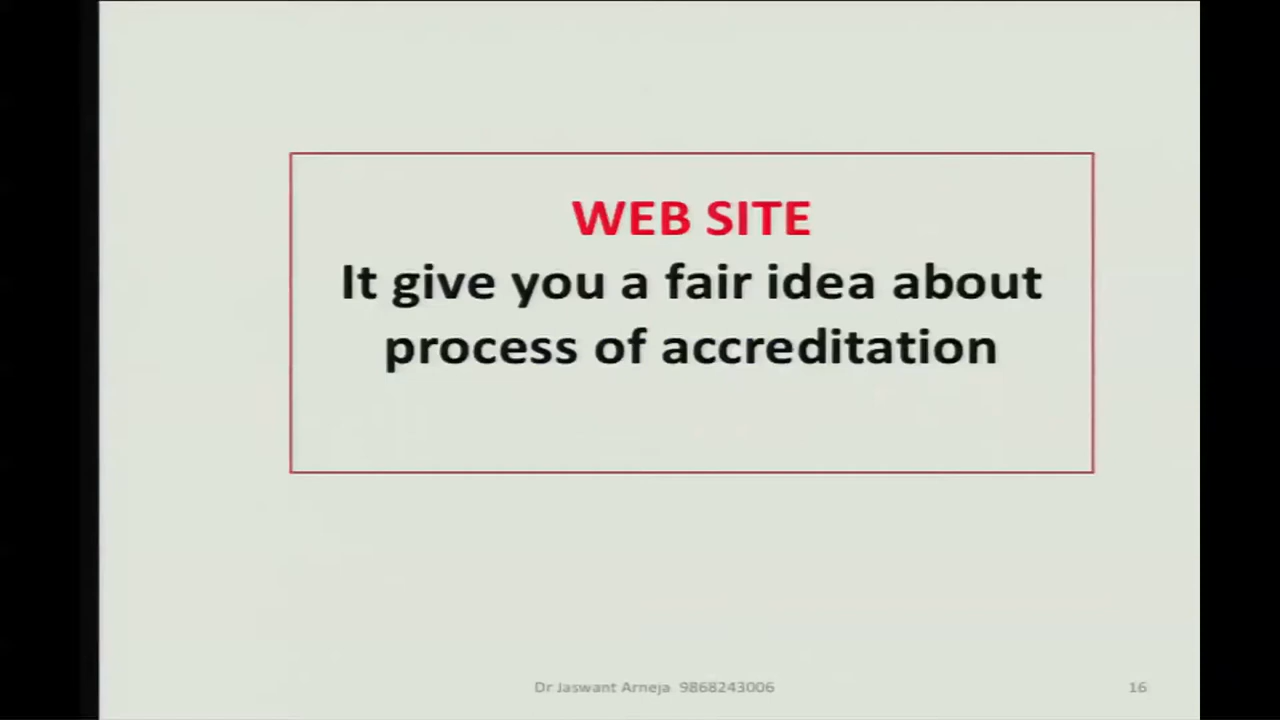 WEB SITE
It give you a fair idea about
process of accreditation
Dr Jaswant Arneja 9868243006
16